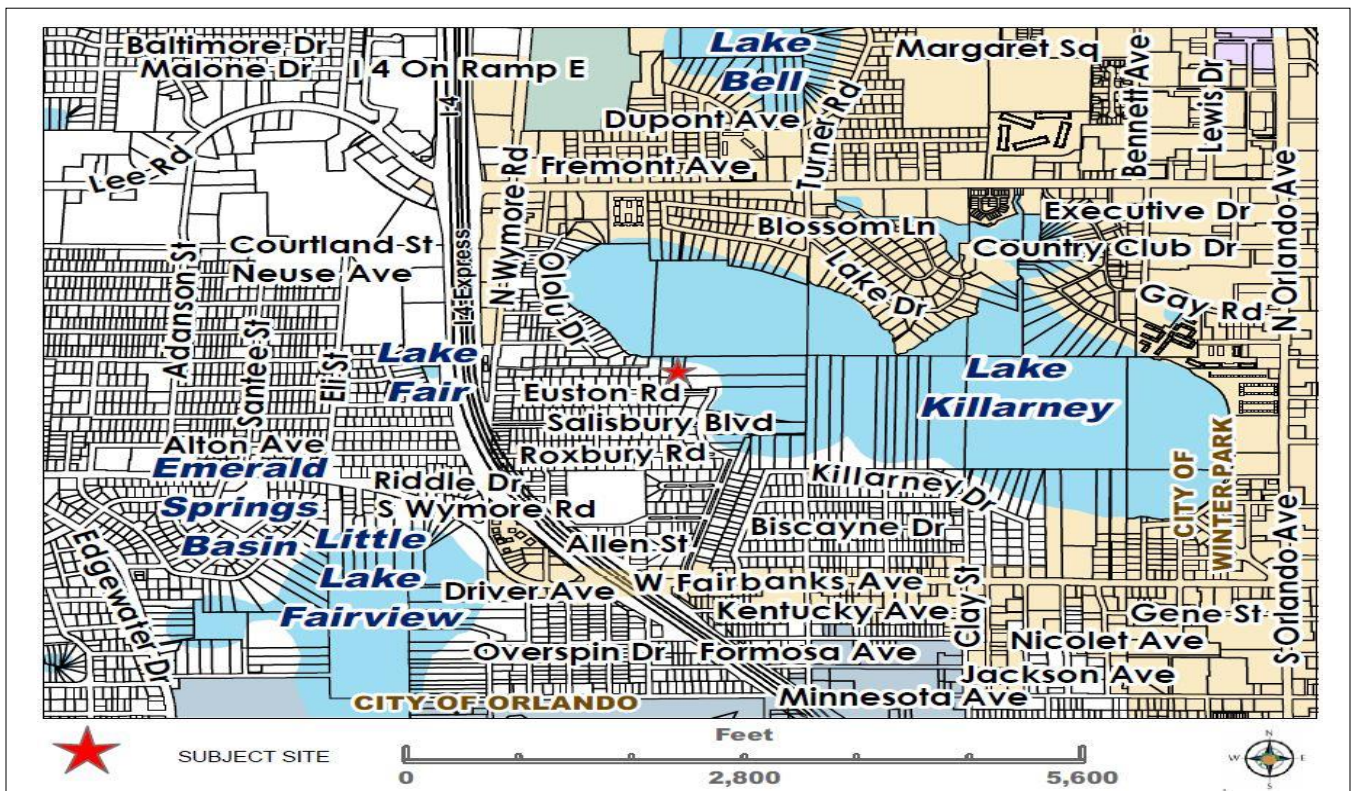 Baltimore Dr
Malone Dr
I 4 On Ramp E
Lake
Bell
Margaret Sq
Bennett Ave
Lewis Dr
I-4
Dupont Ave
Turner Rd
Lee Rd
N Wymore Rd
Fremont Ave
N Orlando Ave
Executive Dr
Blossom Ln
Country Club Dr
Courtland St
Neuse Ave
Adanson St
I-4 Express
Ololu Dr
Lake Dr
Gay Rd
Santee St
Eli St
Lake
Fair
Lake
Killarney
Euston Rd
Salisbury Blvd
Roxbury Rd
Alton Ave
Emerald
Springs
Basin
Riddle Dr
S Wymore Rd
Killarney Dr
CITY OF
WINTER PARK
Little
Lake
Fairview
Edgewater Dr
Allen St
Biscayne Dr
S Orlando Ave
Driver Ave
W Fairbanks Ave
Kentucky Ave
Clay St
Gene St
Nicolet Ave
Overspin Dr
Formosa Ave
Jackson Ave
CITY OF ORLANDO
Minnesota Ave
SUBJECT SITE
Feet
0
2,800
5,600
N
W
E
S